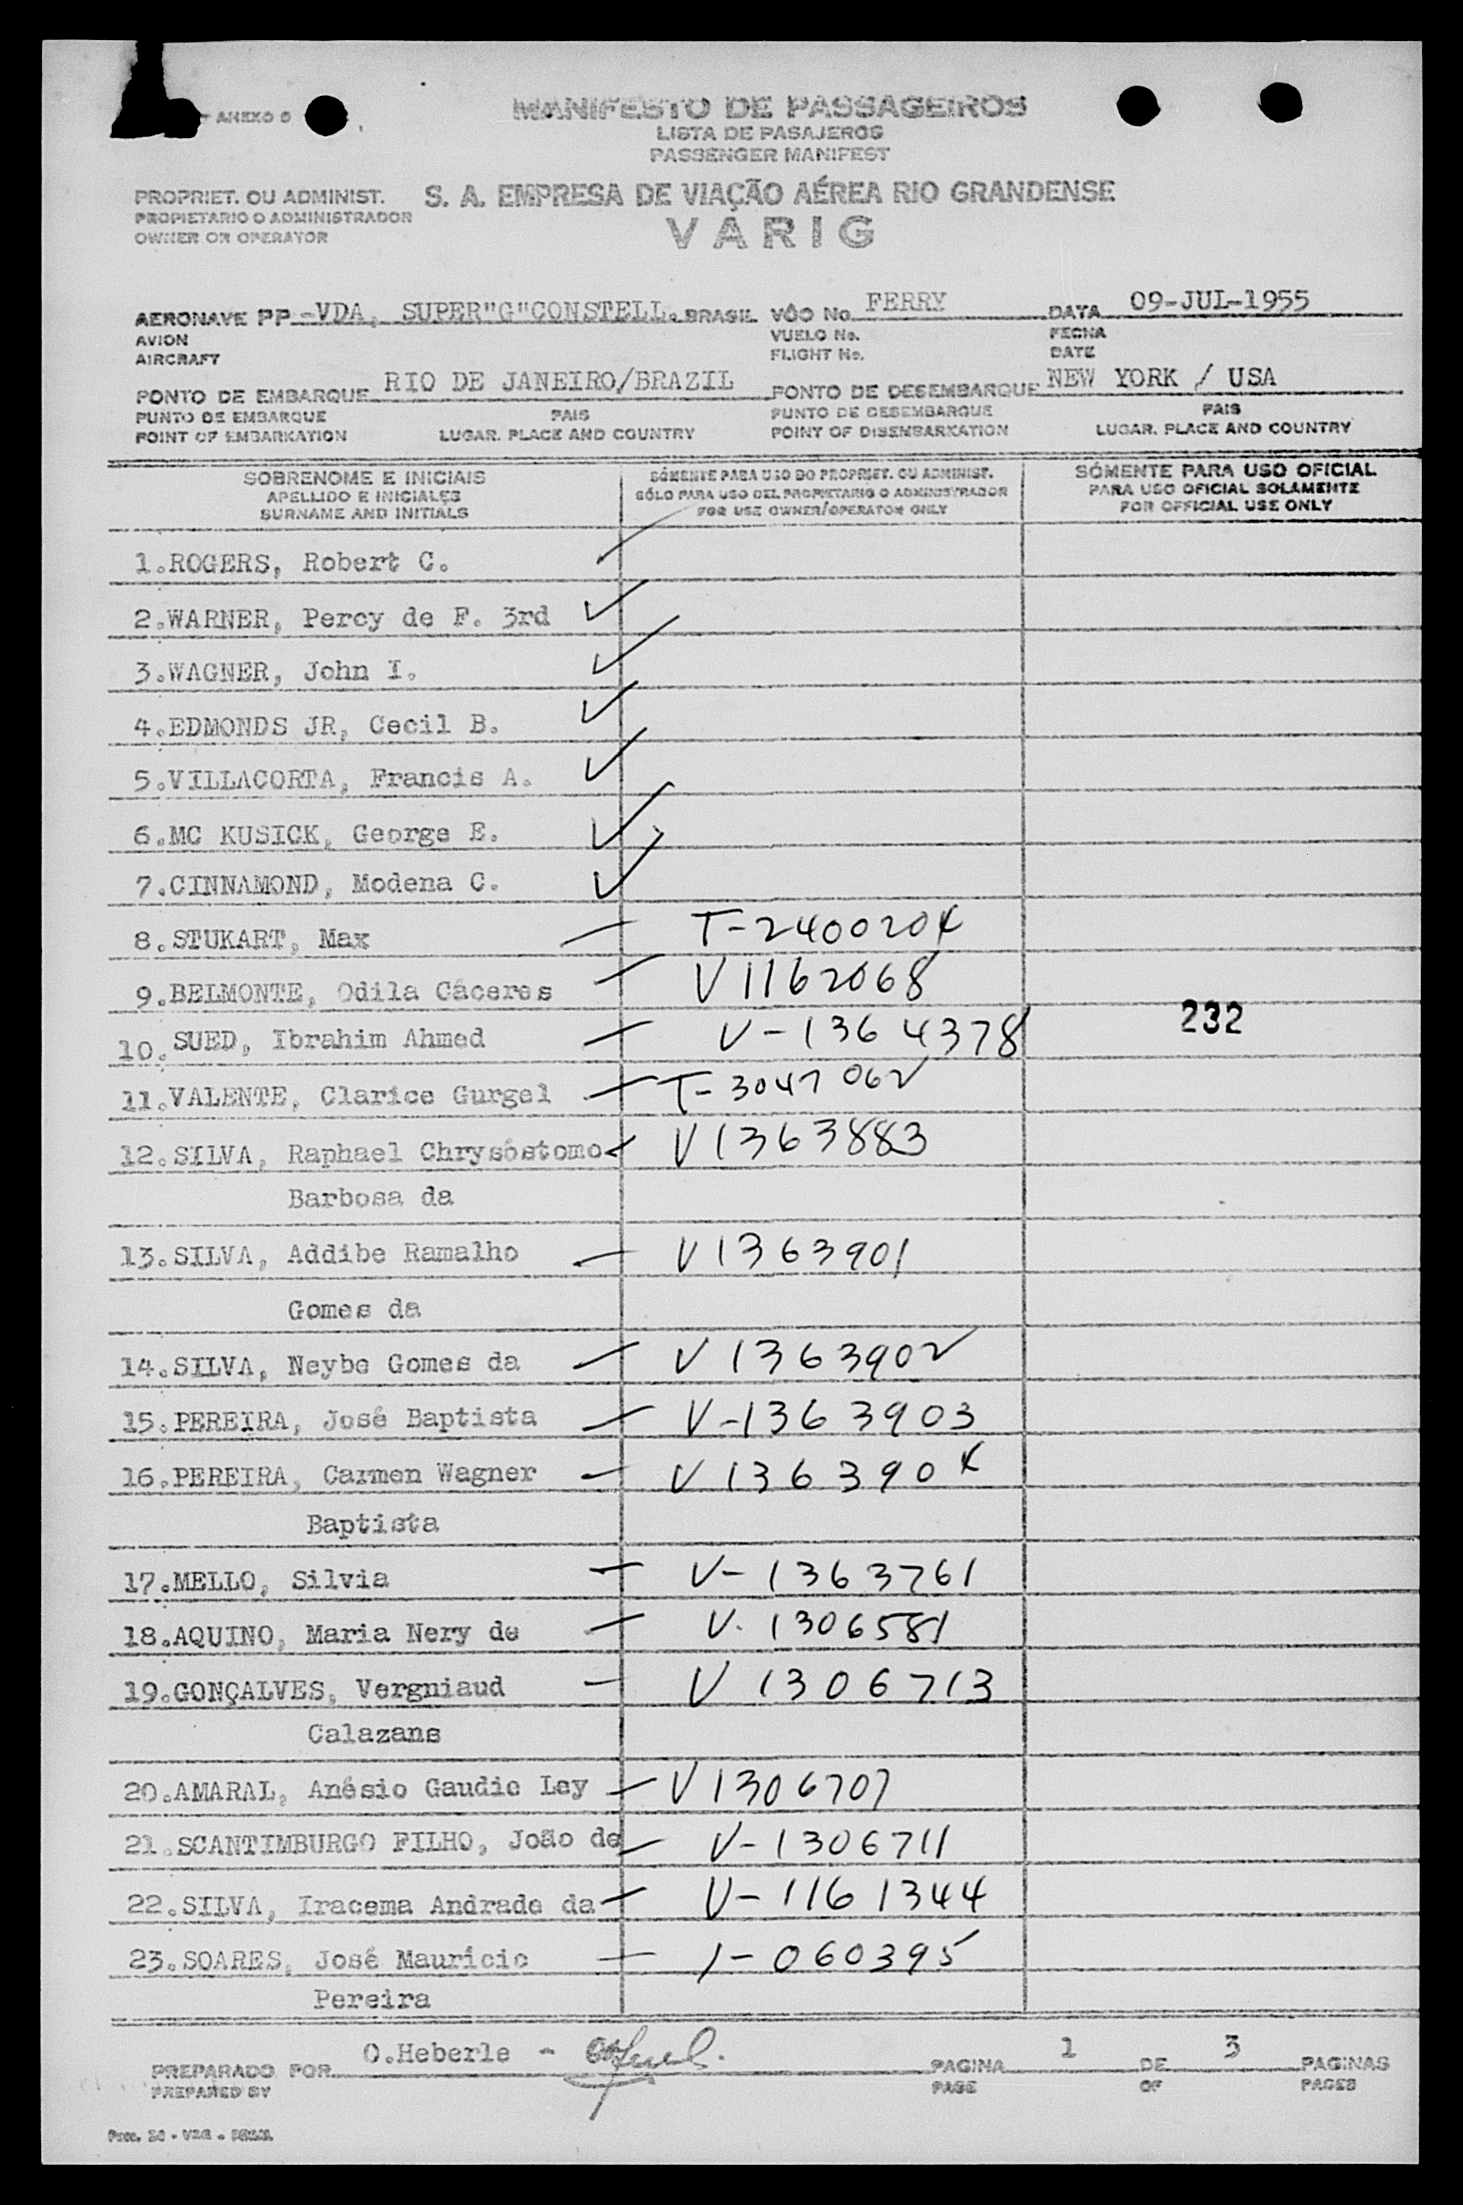 ANEXO 9
MANIFESTO DE PASSAGEIROS
LISTA DE PASAJEROS
PASSENGER MANIFEST
PROPRIET. OU ADMINIST. S. A. EMPRESA DE VIAÇÃO AÉREA RIO GRANDENSE
PROPIETARIO O ADMINISTRADOR
OWNER OR OPERATOR
VARIG
AERONAVE PP-VDA, SUPER"G"CONSTELL. BRASIL VÔO No. FERRY DATA 09-JUL-1955
AVION VUELO No. FECHA
AIRCRAFT FLIGHT No. DATE
PONTO DE EMBARQUE RIO DE JANEIRO/BRAZIL PONTO DE DESEMBARQUE NEW YORK / USA
PUNTO DE EMBARQUE PAIS PUNTO DE DESEMBARQUE PAIS
POINT OF EMBARKATION LUGAR. PLACE AND COUNTRY POINT OF DISEMBARKATION LUGAR. PLACE AND COUNTRY
SOBRENOME E INICIAIS SÓMENTE PARA USO DO PROPRIET. OU ADMINIST. SÓMENTE PARA USO OFICIAL
APELLIDO E INICIALES SÓLO PARA USO DEL PROPIETARIO O ADMINISTRADOR PARA USO OFICIAL SOLAMENTE
SURNAME AND INITIALS FOR USE OWNER/OPERATOR ONLY FOR OFFICIAL USE ONLY
1.ROGERS, Robert C.
2.WARNER, Percy de F. 3rd
3.WAGNER, John I.
4.EDMONDS JR, Cecil B.
5.VILLACORTA, Francis A.
6.MC KUSICK, George E.
7.CINNAMOND, Modena C.
8.STUKART, Max T-2400204
9.BELMONTE, Odila Cáceres V1162068
10.SUED, Ibrahim Ahmed V-1364378 232
11.VALENTE, Clarice Gurgel T-3047062
12.SILVA, Raphael Chrysóstomo V1363883
Barbosa da
13.SILVA, Addibe Ramalho V1363901
Gomes da
14.SILVA, Neybe Gomes da V1363902
15.PEREIRA, José Baptista V-1363903
16.PEREIRA, Carmen Wagner V1363904
Baptista
17.MELLO, Silvia V-1363761
18.AQUINO, Maria Nery de V.1306581
19.GONÇALVES, Vergniaud V 1306713
Calazans
20.AMARAL, Anésio Gaudie Ley V1306707
21.SCANTIMBURGO FILHO, João de V-1306711
22.SILVA, Iracema Andrade da V-1161344
23.SOARES, José Mauricio 1-060395
Pereira
PREPARADO POR O.Heberle - PAGINA 1 DE 3 PAGINAS
PREPARED BY PAGE OF PAGES